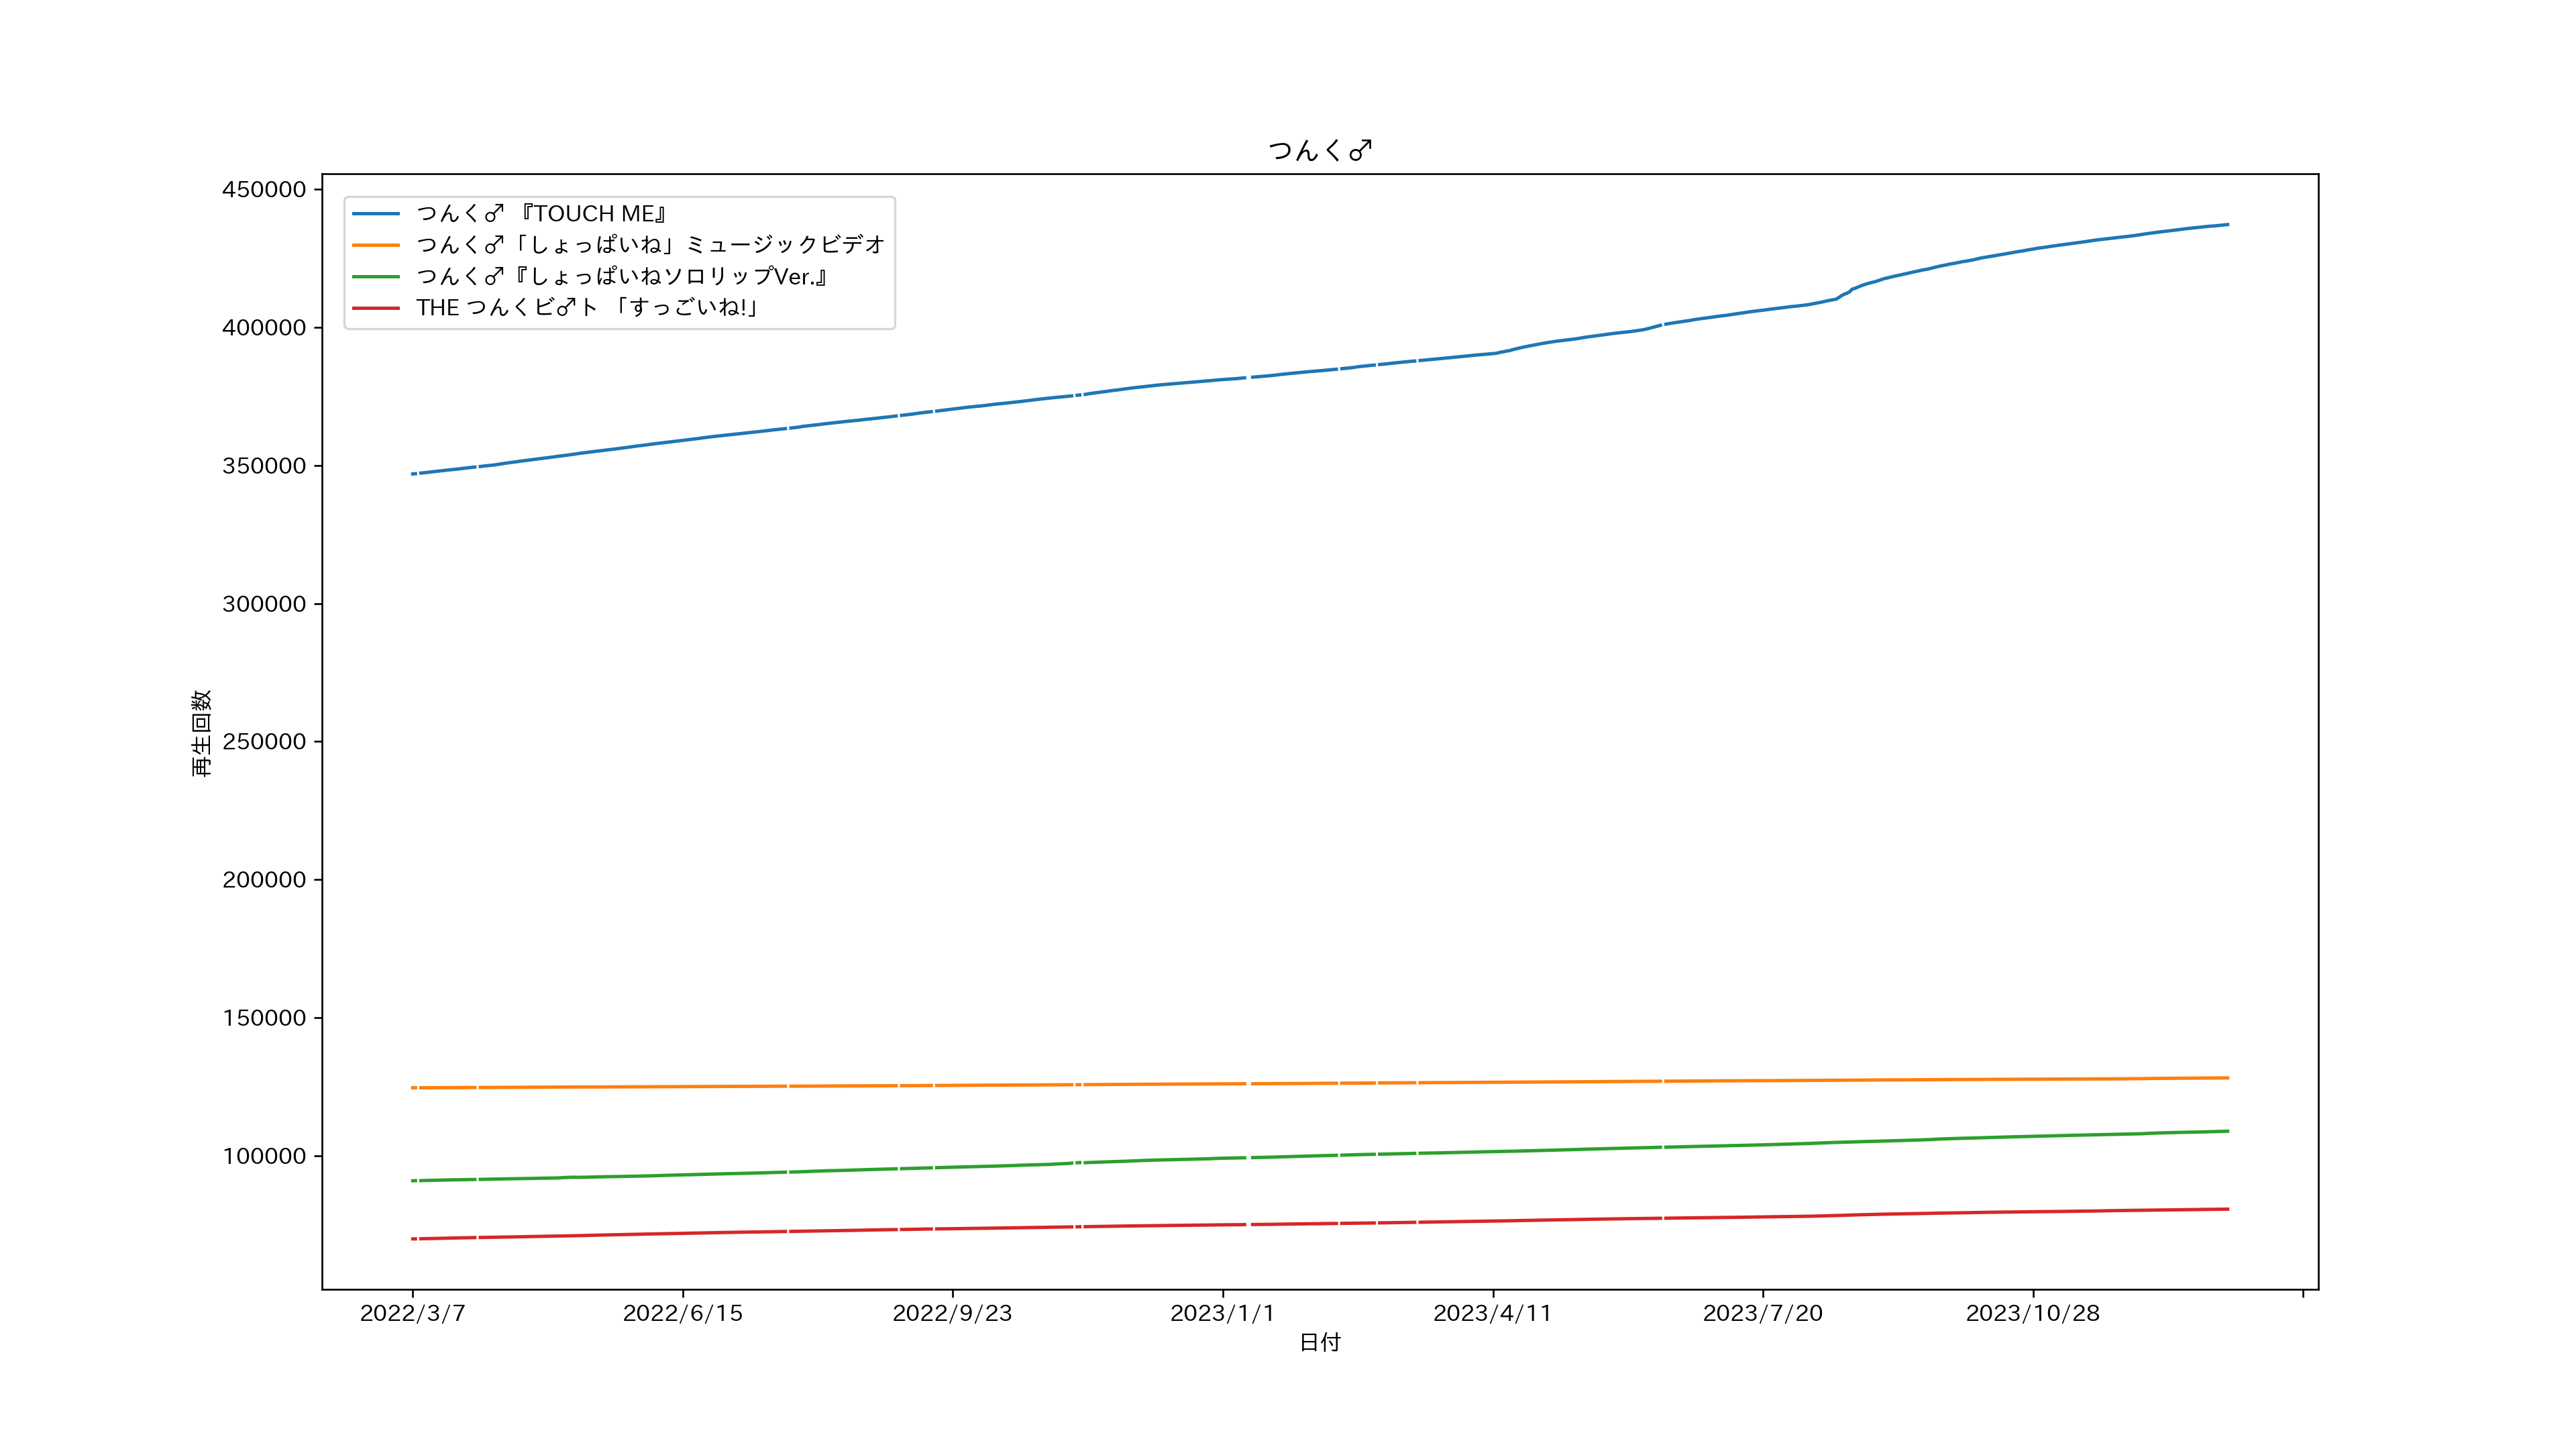 つんく♂
450000
400000
350000
300000
250000
200000
150000
100000
再生回数
つんく♂ 『TOUCH ME』
つんく♂「しょっぱいね」ミュージックビデオ
つんく♂『しょっぱいねソロリップVer.』
THE つんくビ♂ト 「すっごいね!」
2022/3/7
2022/6/15
2022/9/23
2023/1/1
2023/4/11
2023/7/20
2023/10/28
日付